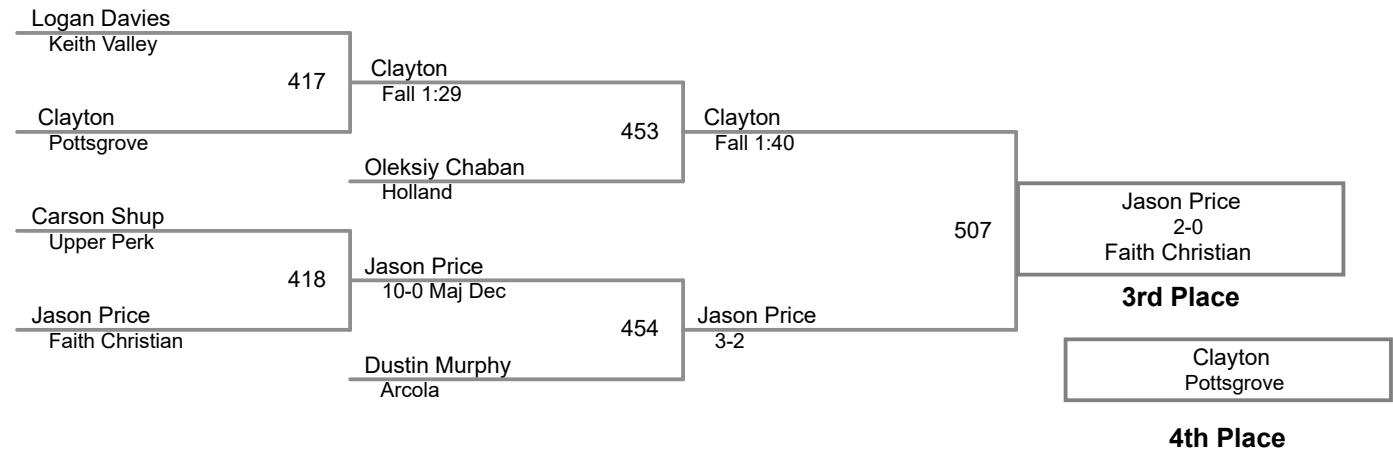 Logan Davies
Keith Valley
417
Clayton
Pottsgrove
Clayton
Fall 1:29
453
Oleksiy Chaban
Holland
Clayton
Fall 1:40
Carson Shup
Upper Perk
418
Jason Price
Faith Christian
Jason Price
10-0 Maj Dec
454
Dustin Murphy
Arcola
Jason Price
3-2
507
Jason Price
2-0
Faith Christian
3rd Place
Clayton
Pottsgrove
4th Place